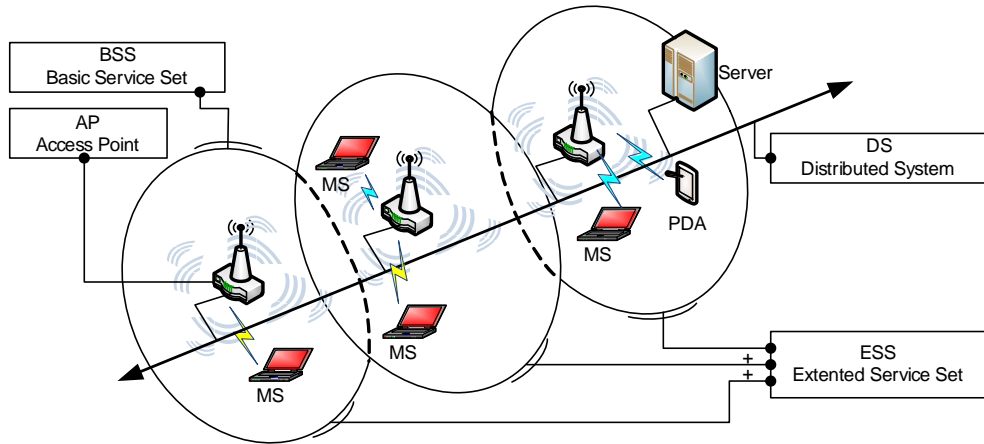 BSS
Basic Service Set
AP
Access Point
Server
MS
DS
Distributed System
PDA
MS
MS
MS
+
+
ESS
Extented Service Set